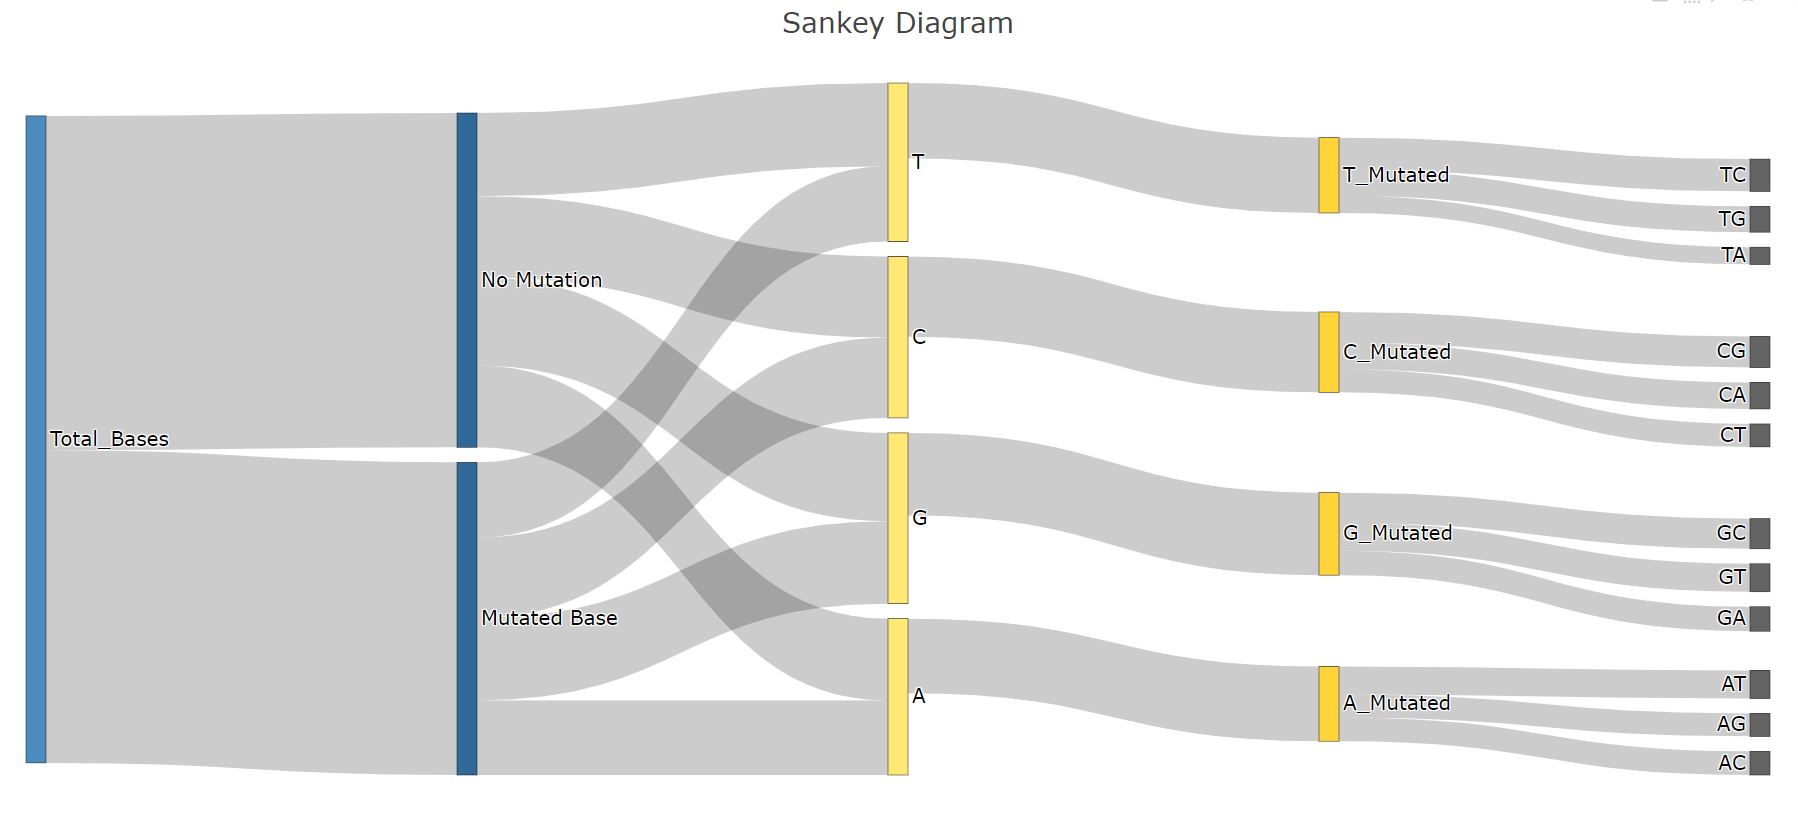 Sankey Diagram
Total_Bases
No Mutation
Mutated Base
T
C
G
A
T_Mutated
C_Mutated
G_Mutated
A_Mutated
TC
TG
TA
CG
CA
CT
GC
GT
GA
AT
AG
AC